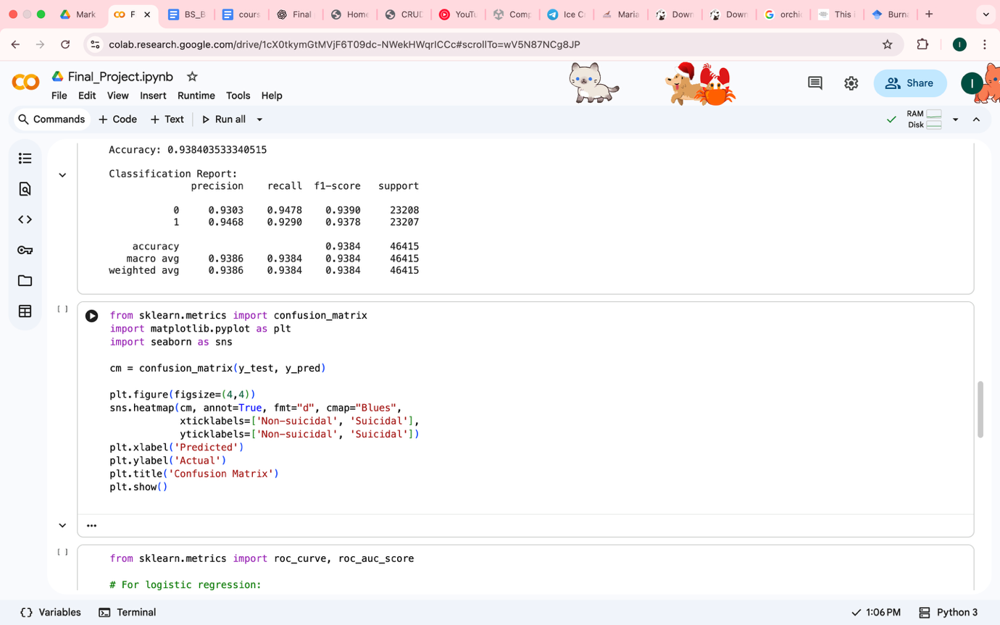 Mark
F
BS_B
cours
Final
Home
CRUD
YouTu
Comp
Ice C
Maria
Down
Down
orchi
This i
Burna
colab.research.google.com/drive/1cX0tkymGtMVjF6T09dc-NWekHWqrICCc#scrollTo=wV5N87NCg8JP
I
Final_Project.ipynb
File Edit View Insert Runtime Tools Help
Share
I
Commands + Code + Text Run all
RAM
Disk
Accuracy: 0.938403533340515
Classification Report:
precision recall f1-score support
0 0.9303 0.9478 0.9390 23208
1 0.9468 0.9290 0.9378 23207
accuracy 0.9384 46415
macro avg 0.9386 0.9384 0.9384 46415
weighted avg 0.9386 0.9384 0.9384 46415
[ ]
from sklearn.metrics import confusion_matrix
import matplotlib.pyplot as plt
import seaborn as sns
cm = confusion_matrix(y_test, y_pred)
plt.figure(figsize=(4,4))
sns.heatmap(cm, annot=True, fmt="d", cmap="Blues",
xticklabels=['Non-suicidal', 'Suicidal'],
yticklabels=['Non-suicidal', 'Suicidal'])
plt.xlabel('Predicted')
plt.ylabel('Actual')
plt.title('Confusion Matrix')
plt.show()
...
[ ]
from sklearn.metrics import roc_curve, roc_auc_score
# For logistic regression:
Variables Terminal
1:06 PM Python 3